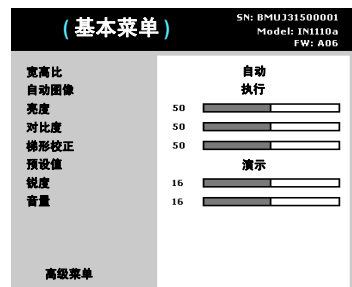 (基本菜单)
SN: BMUJ31500001
Model: IN1110a
FW: A06
宽高比 自动
自动图像 执行
亮度 50
对比度 50
梯形校正 50
预设值 演示
锐度 16
音量 16
高级菜单